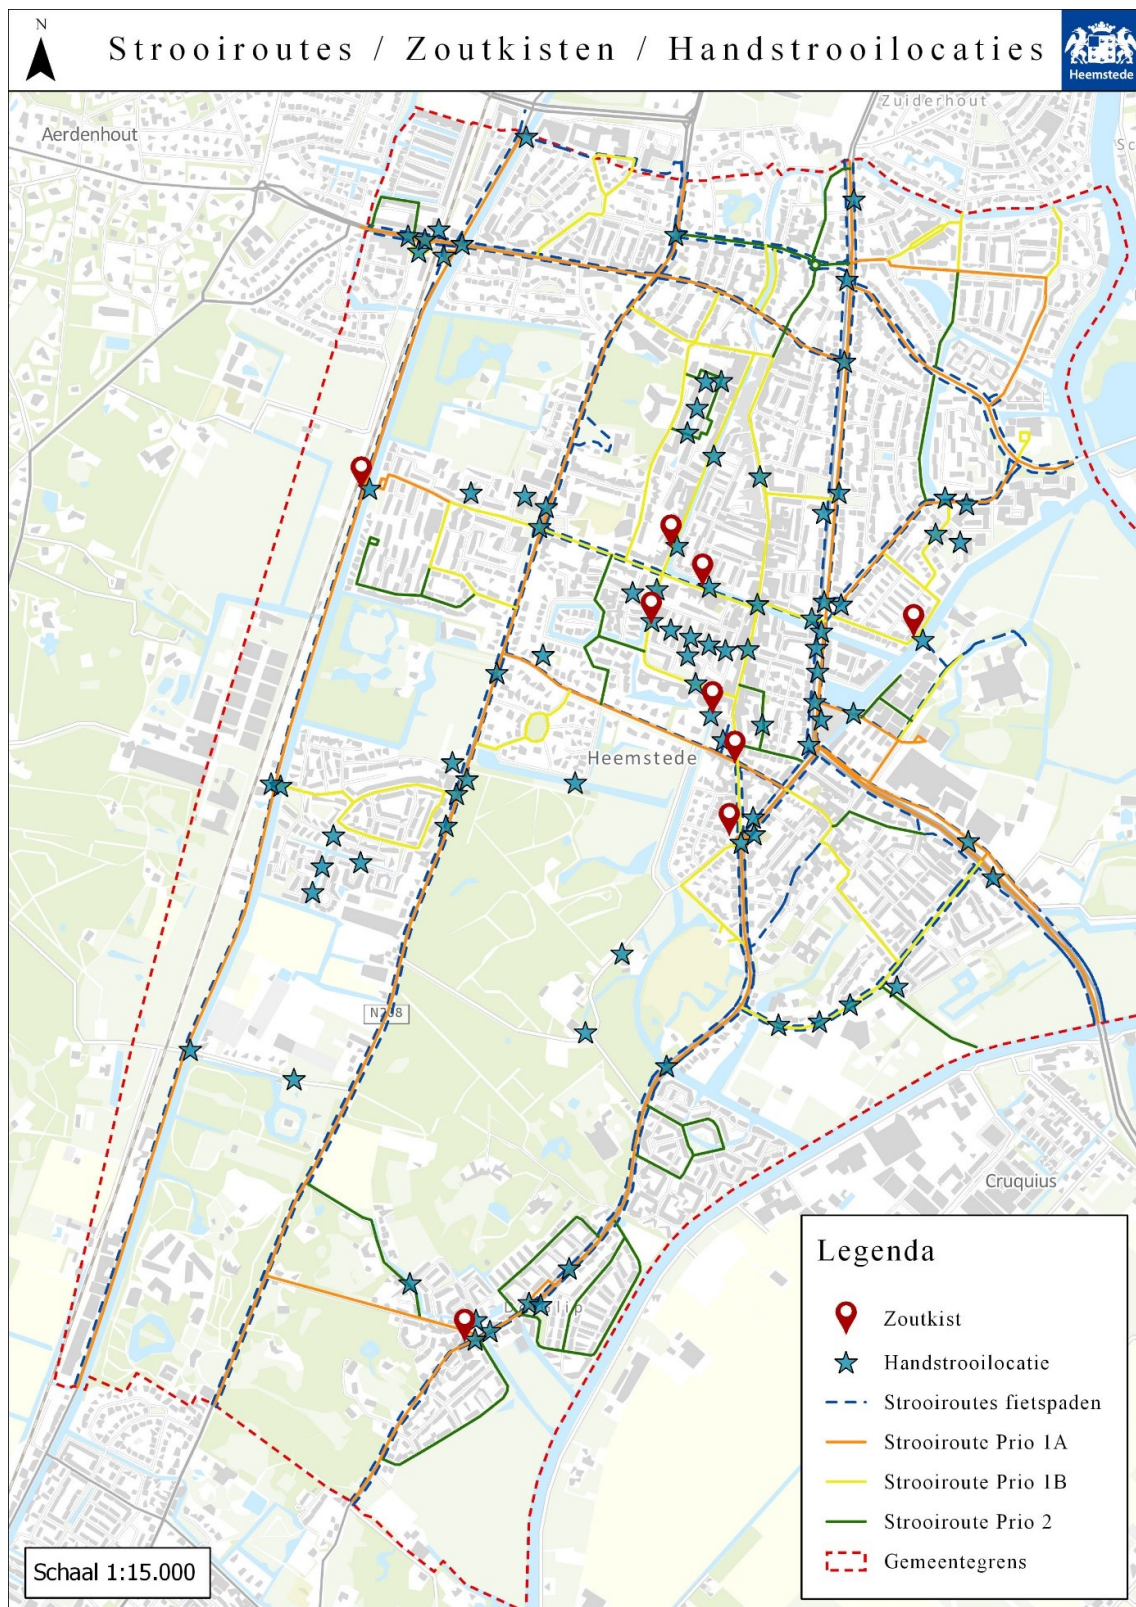 N
Strooiroutes / Zoutkisten / Handstrooilocaties
Heemstede
Zuiderhout
Aerdenhout
Sc
Heemstede
N208
Cruquius
Legenda
Zoutkist
Handstrooilocatie
Strooiroutes fietspaden
Strooiroute Prio 1A
Strooiroute Prio 1B
Strooiroute Prio 2
Gemeentegrens
Schaal 1:15.000